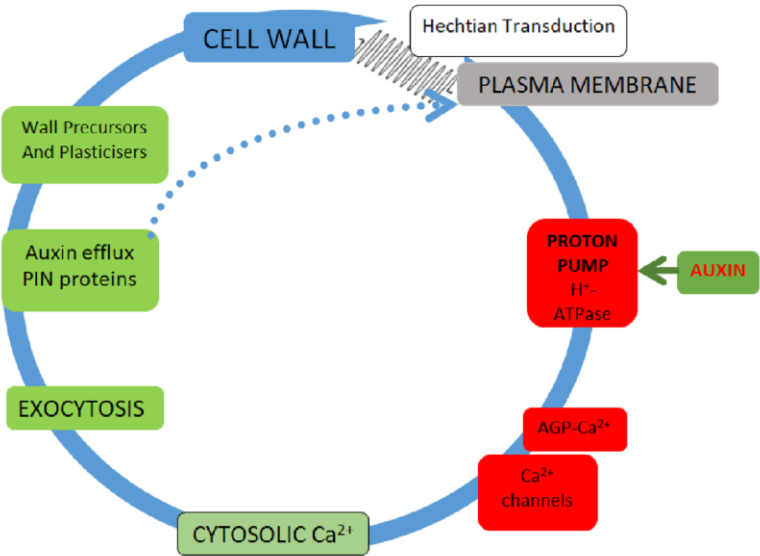 CELL WALL
Hechtian Transduction
PLASMA MEMBRANE
Wall Precursors
And Plasticisers
Auxin efflux
PIN proteins
PROTON
PUMP
H⁺-
ATPase
AUXIN
EXOCYTOSIS
AGP-Ca²⁺
Ca²⁺
channels
CYTOSOLIC Ca²⁺